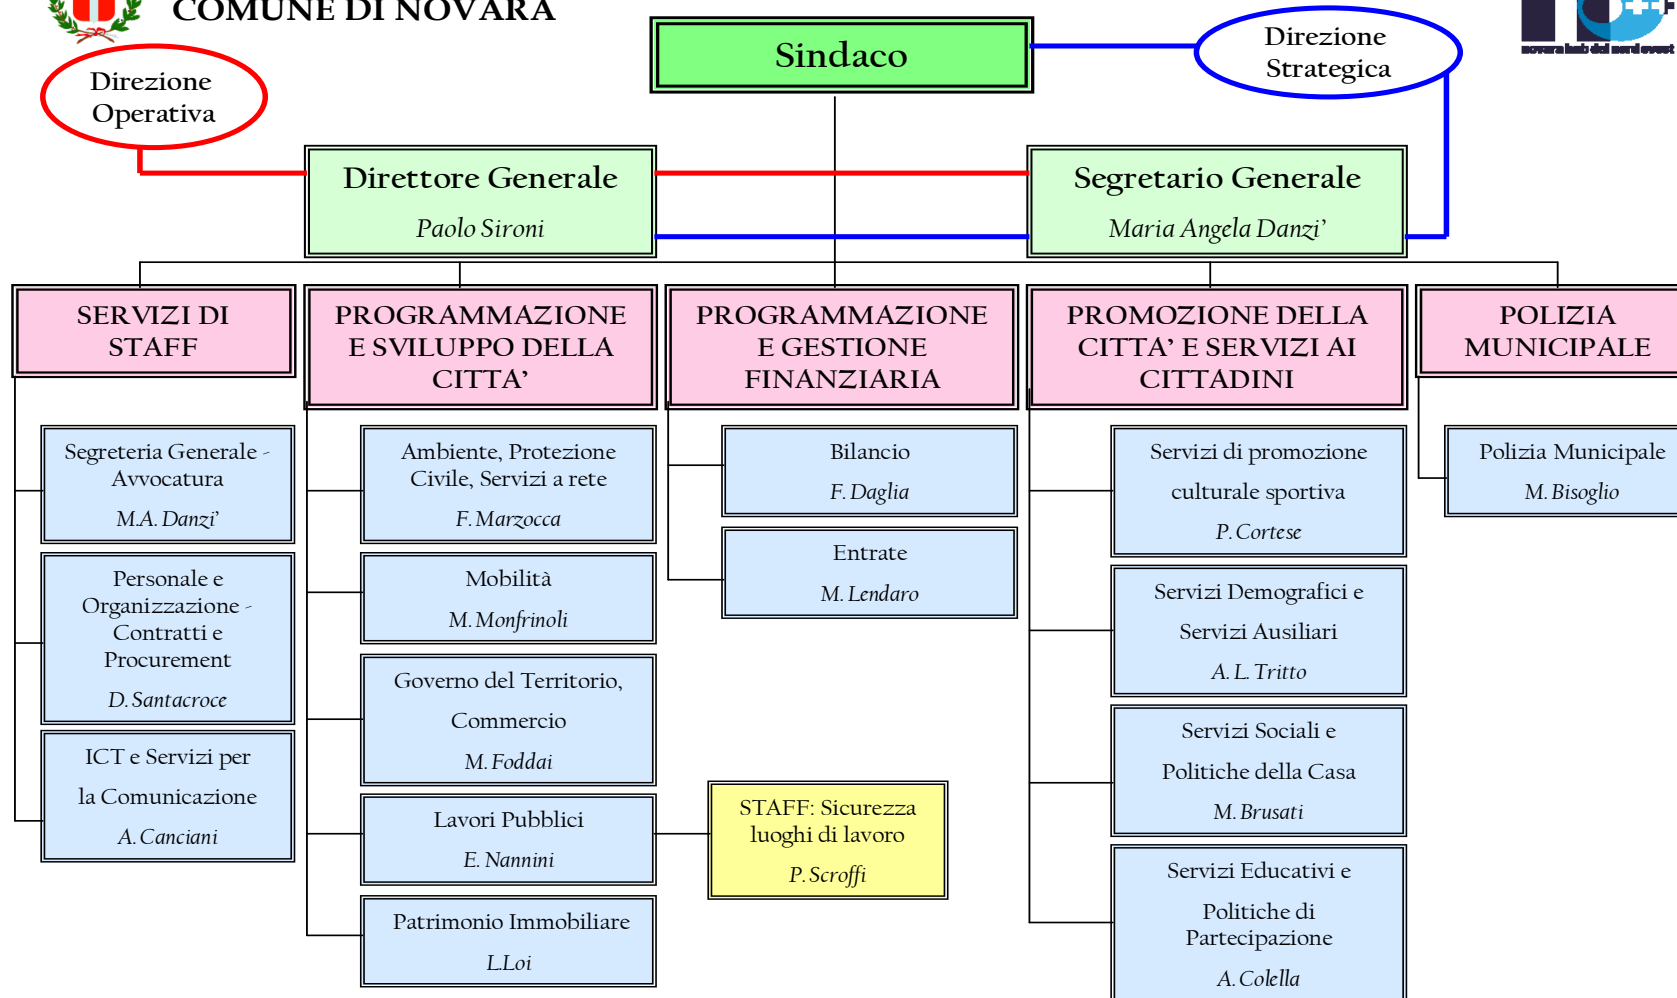 COMUNE DI NOVARA
Sindaco
Direzione
Strategica
novara hub del nord ovest
Direzione
Operativa
Direttore Generale
Paolo Sironi
Segretario Generale
Maria Angela Danzi’
SERVIZI DI
STAFF
PROGRAMMAZIONE
E SVILUPPO DELLA
CITTA’
PROGRAMMAZIONE
E GESTIONE
FINANZIARIA
PROMOZIONE DELLA
CITTA’ E SERVIZI AI
CITTADINI
POLIZIA
MUNICIPALE
Segreteria Generale -
Avvocatura
M.A. Danzi’
Personale e
Organizzazione -
Contratti e
Procurement
D. Santacroce
ICT e Servizi per
la Comunicazione
A. Canciani
Ambiente, Protezione
Civile, Servizi a rete
F. Marzocca
Mobilità
M. Monfrinoli
Governo del Territorio,
Commercio
M. Foddai
Lavori Pubblici
E. Nannini
Patrimonio Immobiliare
L.Loi
STAFF: Sicurezza
luoghi di lavoro
P. Scroffi
Bilancio
F. Daglia
Entrate
M. Lendaro
Servizi di promozione
culturale sportiva
P. Cortese
Servizi Demografici e
Servizi Ausiliari
A. L. Tritto
Servizi Sociali e
Politiche della Casa
M. Brusati
Servizi Educativi e
Politiche di
Partecipazione
A. Colella
Polizia Municipale
M. Bisoglio